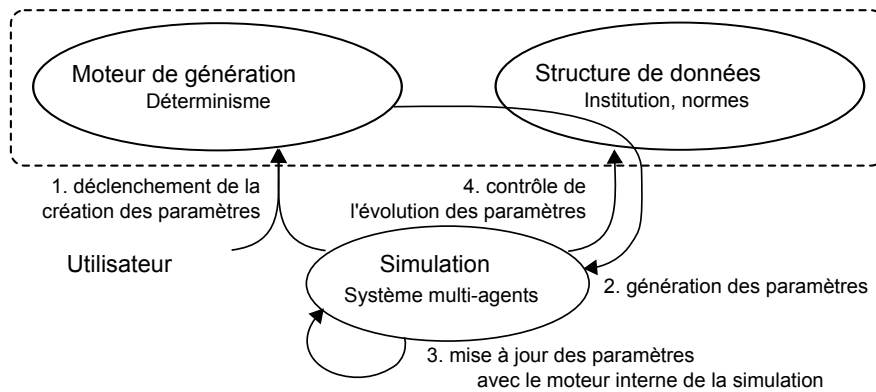 Moteur de génération
Déterminisme
Structure de données
Institution, normes
1. déclenchement de la
création des paramètres
4. contrôle de
l'évolution des paramètres
Utilisateur
Simulation
Système multi-agents
2. génération des paramètres
3. mise à jour des paramètres
avec le moteur interne de la simulation